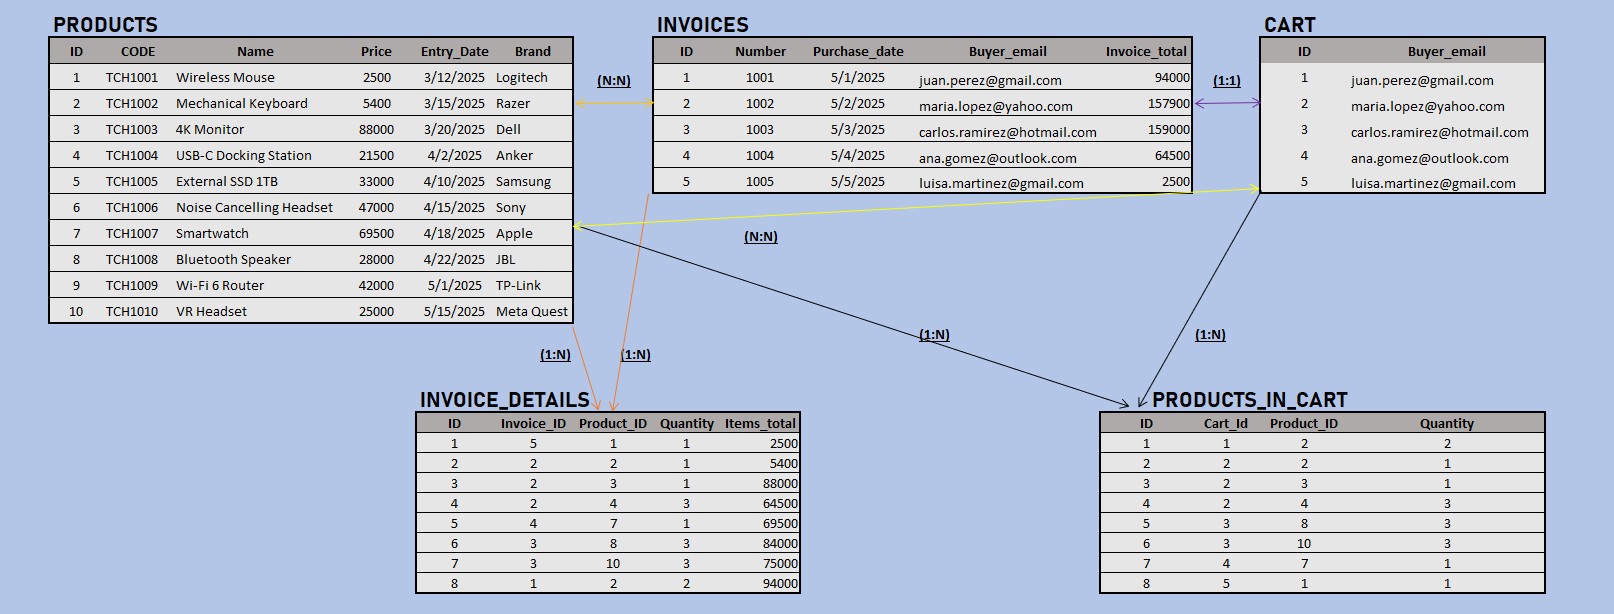 PRODUCTS
ID CODE Name Price Entry_Date Brand
1 TCH1001 Wireless Mouse 2500 3/12/2025 Logitech
2 TCH1002 Mechanical Keyboard 5400 3/15/2025 Razer
3 TCH1003 4K Monitor 88000 3/20/2025 Dell
4 TCH1004 USB-C Docking Station 21500 4/2/2025 Anker
5 TCH1005 External SSD 1TB 33000 4/10/2025 Samsung
6 TCH1006 Noise Cancelling Headset 47000 4/15/2025 Sony
7 TCH1007 Smartwatch 69500 4/18/2025 Apple
8 TCH1008 Bluetooth Speaker 28000 4/22/2025 JBL
9 TCH1009 Wi-Fi 6 Router 42000 5/1/2025 TP-Link
10 TCH1010 VR Headset 25000 5/15/2025 Meta Quest
(N:N)
INVOICES
ID Number Purchase_date Buyer_email Invoice_total
1 1001 5/1/2025 juan.perez@gmail.com 94000
2 1002 5/2/2025 maria.lopez@yahoo.com 157900
3 1003 5/3/2025 carlos.ramirez@hotmail.com 159000
4 1004 5/4/2025 ana.gomez@outlook.com 64500
5 1005 5/5/2025 luisa.martinez@gmail.com 2500
(1:1)
CART
ID Buyer_email
1 juan.perez@gmail.com
2 maria.lopez@yahoo.com
3 carlos.ramirez@hotmail.com
4 ana.gomez@outlook.com
5 luisa.martinez@gmail.com
(N:N)
(1:N)
(1:N)
(1:N)
(1:N)
INVOICE_DETAILS
ID Invoice_ID Product_ID Quantity Items_total
1 5 1 1 2500
2 2 2 1 5400
3 2 3 1 88000
4 2 4 3 64500
5 4 7 1 69500
6 3 8 3 84000
7 3 10 3 75000
8 1 2 2 94000
PRODUCTS_IN_CART
ID Cart_Id Product_ID Quantity
1 1 2 2
2 2 2 1
3 2 3 1
4 2 4 3
5 3 8 3
6 3 10 3
7 4 7 1
8 5 1 1